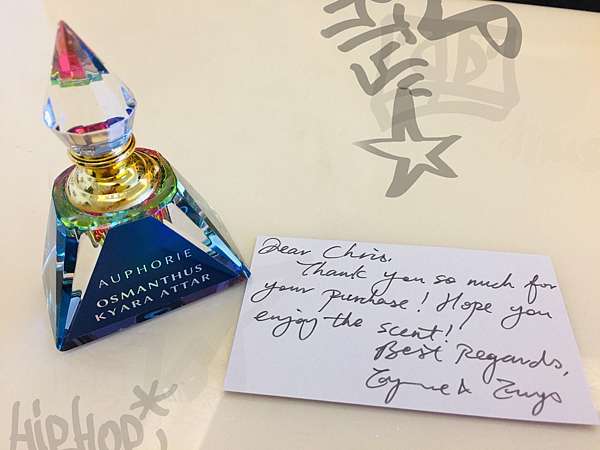 AUPHORIE
OSMANTHUS
KYARA ATTAR
Dear Chris,
Thank you so much for
your purchase! Hope you
enjoy the scent!
Best Regards,
HIPHOP